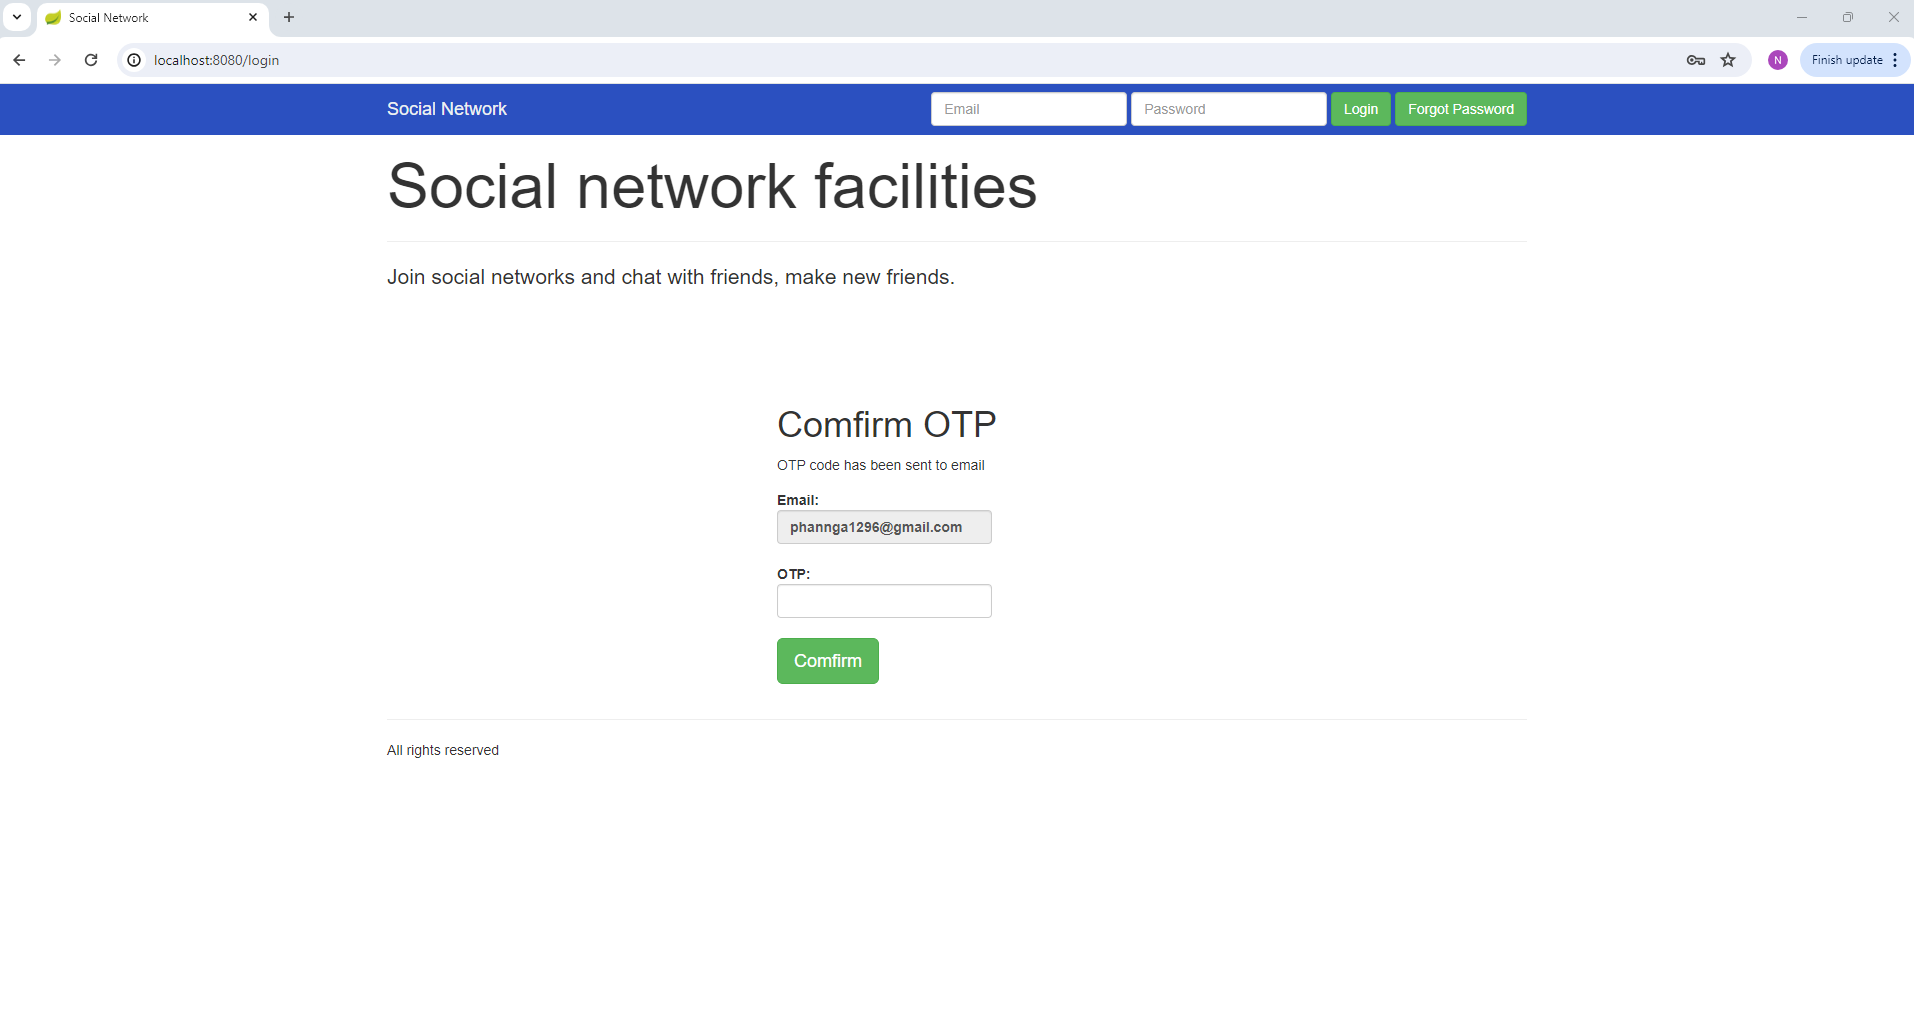 Social Network
localhost:8080/login
N
Finish update
Social Network
Email
Password
Login
Forgot Password
Social network facilities
Join social networks and chat with friends, make new friends.
Comfirm OTP
OTP code has been sent to email
Email:
phannga1296@gmail.com
OTP:
Comfirm
All rights reserved